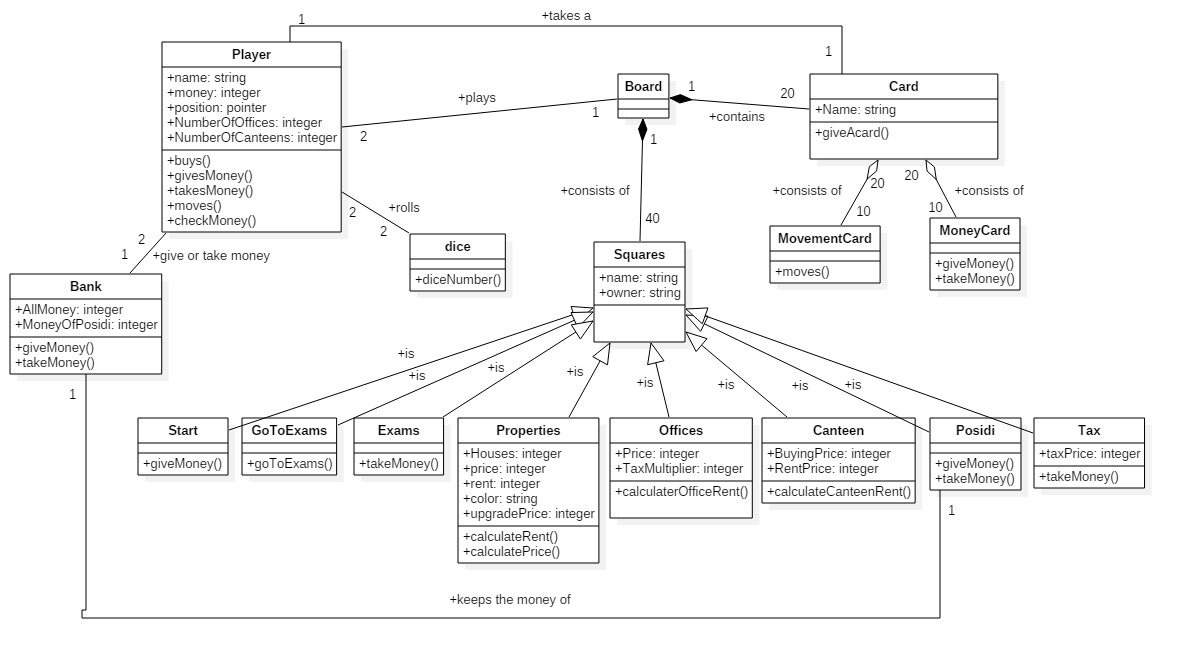 +takes a
1
1
Player
+name: string
+money: integer
+position: pointer
+NumberOfOffices: integer
+NumberOfCanteens: integer
+buys()
+givesMoney()
+takesMoney()
+moves()
+checkMoney()
+plays
2
1
Board
1
20
+contains
Card
+Name: string
+giveAcard()
1
+consists of
40
+consists of
20
10
20
+consists of
10
MovementCard
+moves()
MoneyCard
+giveMoney()
+takeMoney()
+rolls
2
2
dice
+diceNumber()
2
1
+give or take money
Bank
+AllMoney: integer
+MoneyOfPosidi: integer
+giveMoney()
+takeMoney()
1
Squares
+name: string
+owner: string
+is
+is
+is
+is
+is
+is
+is
+is
Start
+giveMoney()
GoToExams
+goToExams()
Exams
+takeMoney()
Properties
+Houses: integer
+price: integer
+rent: integer
+color: string
+upgradePrice: integer
+calculateRent()
+calculatePrice()
Offices
+Price: integer
+TaxMultiplier: integer
+calculaterOfficeRent()
Canteen
+BuyingPrice: integer
+RentPrice: integer
+calculateCanteenRent()
Posidi
+giveMoney()
+takeMoney()
Tax
+taxPrice: integer
+takeMoney()
1
+keeps the money of